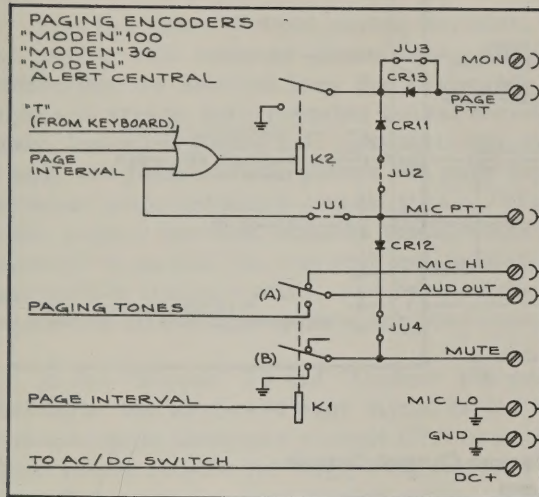 PAGING ENCODERS
"MODEN"100
"MODEN"36
"MODEN"
ALERT CENTRAL
JU3
MON
CR13
PAGE
PTT
"T"
(FROM KEYBOARD)
CR11
PAGE
INTERVAL
K2
JU2
JU1
MIC PTT
CR12
MIC HI
(A)
AUD OUT
PAGING TONES
JU4
(B)
MUTE
PAGE INTERVAL
K1
MIC LO
GND
TO AC/DC SWITCH
DC+